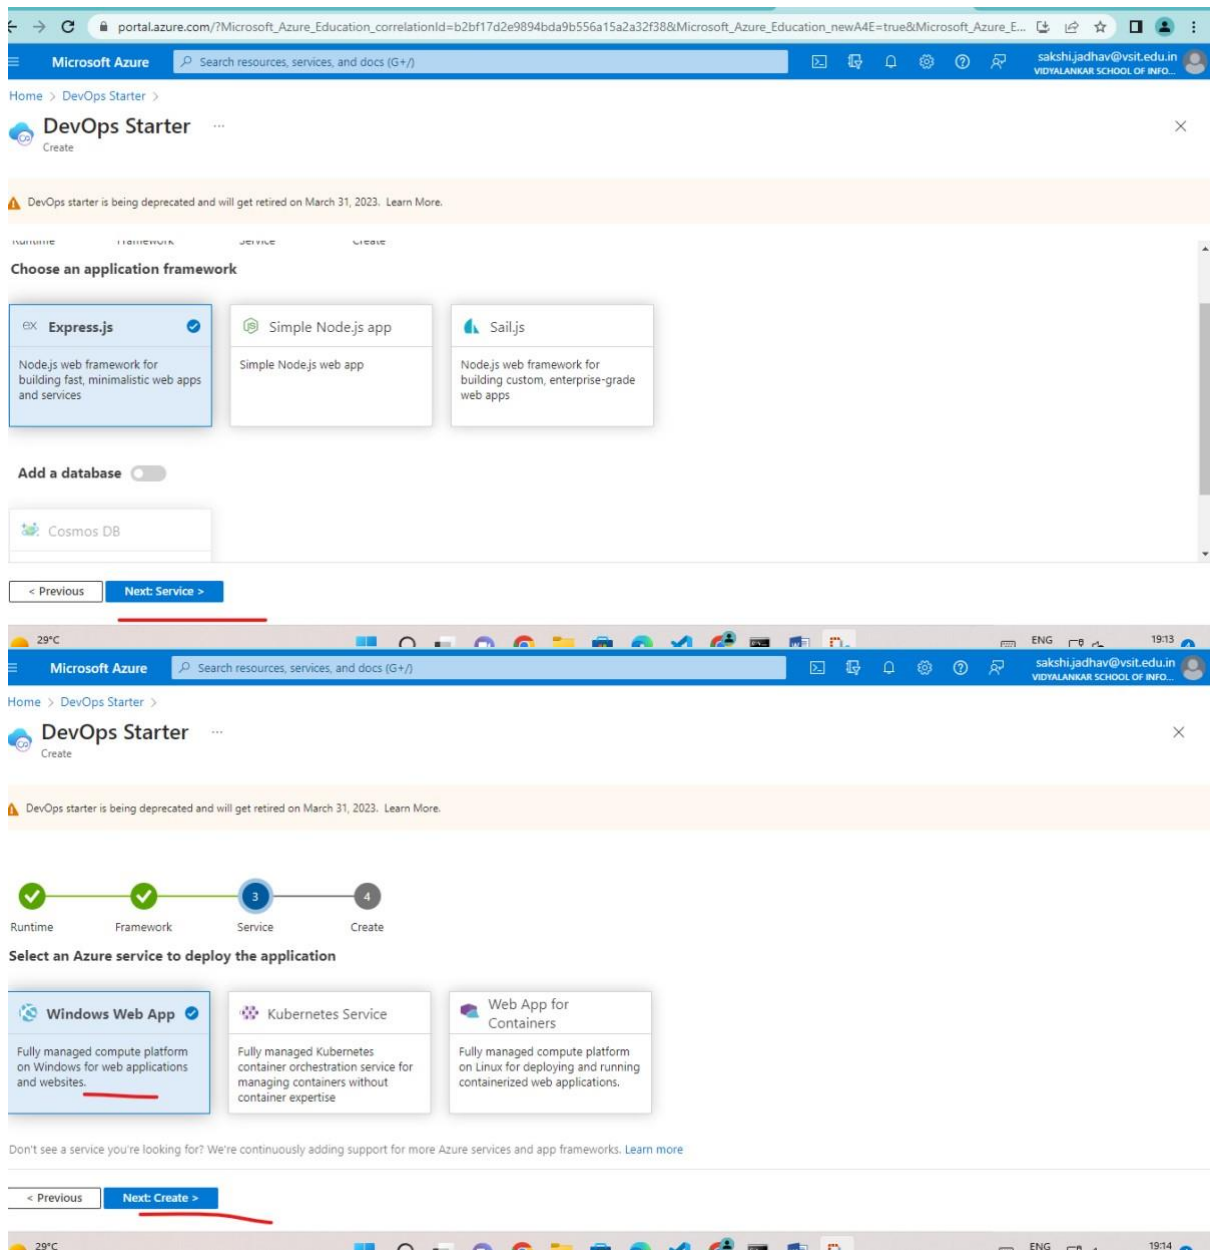 portal.azure.com/?Microsoft_Azure_Education_correlationId=b2bf17d2e9894bda9b556a15a2a32f38&Microsoft_Azure_Education_newA4E=true&Microsoft_Azure_E...
Microsoft Azure
Search resources, services, and docs (G+/)
sakshi.jadhav@vsit.edu.in
VIDYALANKAR SCHOOL OF INFO...
Home > DevOps Starter >
DevOps Starter ...
Create
DevOps starter is being deprecated and will get retired on March 31, 2023. Learn More.
Runtime Framework Service Create
Choose an application framework
ex Express.js
Node.js web framework for
building fast, minimalistic web apps
and services
Simple Node.js app
Simple Node.js web app
Sail.js
Node.js web framework for
building custom, enterprise-grade
web apps
Add a database
Cosmos DB
< Previous
Next: Service >
29°C
ENG
19:13
Microsoft Azure
Search resources, services, and docs (G+/)
sakshi.jadhav@vsit.edu.in
VIDYALANKAR SCHOOL OF INFO...
Home > DevOps Starter >
DevOps Starter ...
Create
DevOps starter is being deprecated and will get retired on March 31, 2023. Learn More.
3 4
Runtime Framework Service Create
Select an Azure service to deploy the application
Windows Web App
Fully managed compute platform
on Windows for web applications
and websites.
Kubernetes Service
Fully managed Kubernetes
container orchestration service for
managing containers without
container expertise
Web App for
Containers
Fully managed compute platform
on Linux for deploying and running
containerized web applications.
Don't see a service you're looking for? We're continuously adding support for more Azure services and app frameworks. Learn more
< Previous
Next: Create >
29°C
ENG
19:14